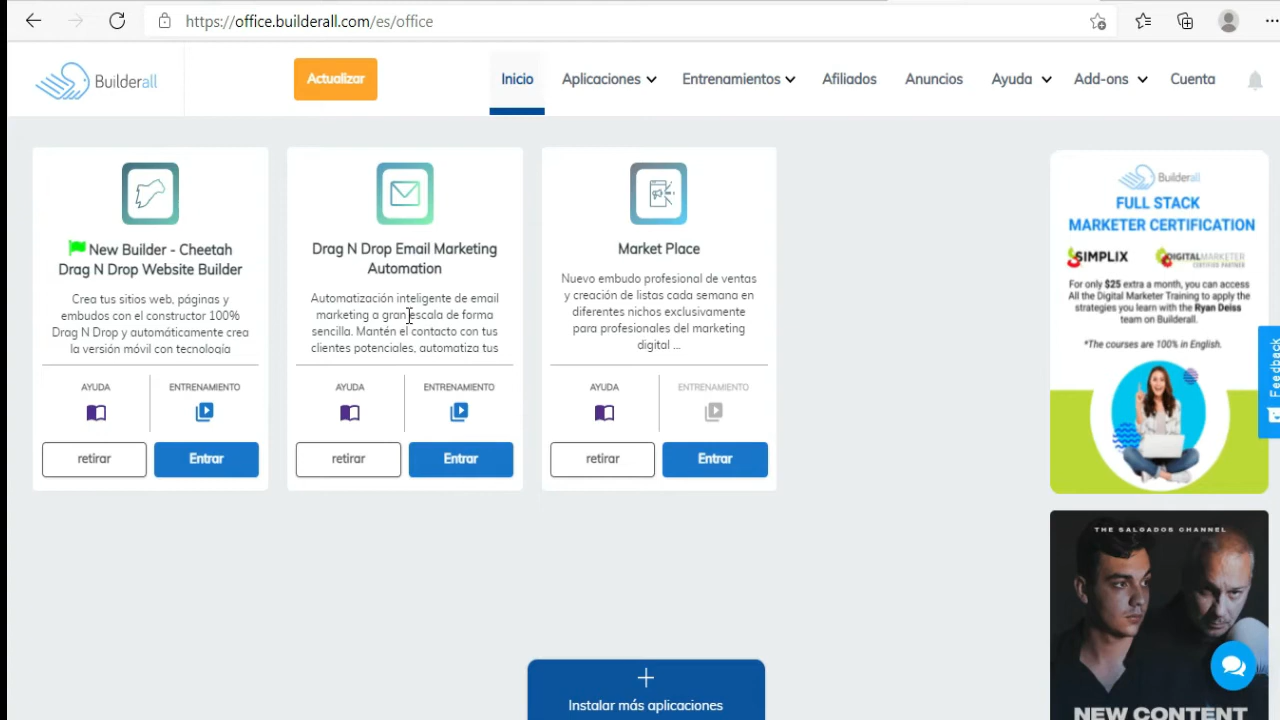 https://office.builderall.com/es/office
Builderall
Actualizar
Inicio
Aplicaciones
Entrenamientos
Afiliados
Anuncios
Ayuda
Add-ons
Cuenta
New Builder - Cheetah
Drag N Drop Website Builder
Crea tus sitios web, páginas y
embudos con el constructor 100%
Drag N Drop y automáticamente crea
la versión móvil con tecnología
AYUDA
ENTRENAMIENTO
retirar
Entrar
Drag N Drop Email Marketing
Automation
Automatización inteligente de email
marketing a gran escala de forma
sencilla. Mantén el contacto con tus
clientes potenciales, automatiza tus
AYUDA
ENTRENAMIENTO
retirar
Entrar
Market Place
Nuevo embudo profesional de ventas
y creación de listas cada semana en
diferentes nichos exclusivamente
para profesionales del marketing
digital ...
AYUDA
ENTRENAMIENTO
retirar
Entrar
Instalar más aplicaciones
Builderall
FULL STACK
MARKETER CERTIFICATION
SIMPLIX
DIGITALMARKETER
CERTIFIED PARTNER
For only $25 extra a month, you can access
All the Digital Marketer Training to apply the
strategies you learn with the Ryan Deiss
team on Builderall.
*The courses are 100% in English.
Feedback
THE SALGADOS CHANNEL
NEW CONTENT